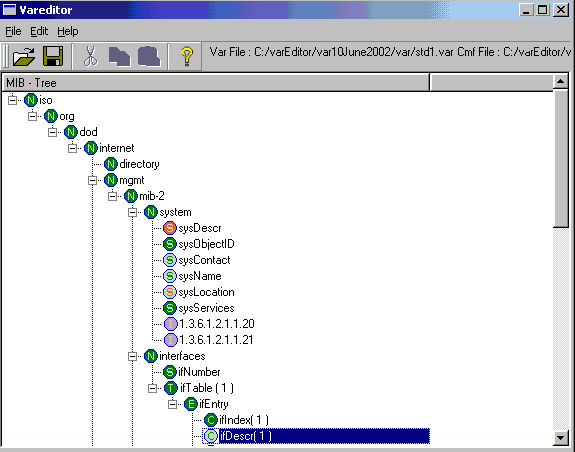 Vareditor
File Edit Help
Var File : C:/varEditor/var10June2002/var/std1.var Cmf File : C:/varEditor/v
MIB - Tree
N iso
N org
N dod
N internet
N directory
N mgmt
N mib-2
N system
S sysDescr
S sysObjectID
S sysContact
S sysName
S sysLocation
S sysServices
I 1.3.6.1.2.1.1.20
I 1.3.6.1.2.1.1.21
N interfaces
S ifNumber
T ifTable ( 1 )
E ifEntry
C ifIndex( 1 )
C ifDescr( 1 )